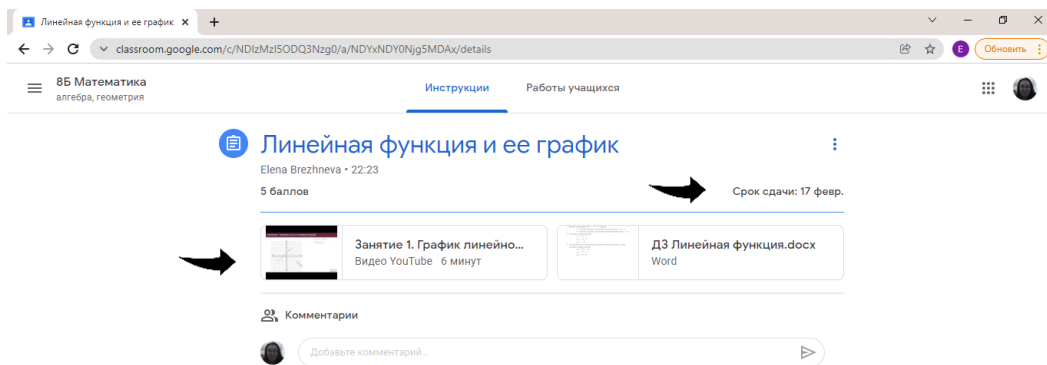 Линейная функция и ее график
classroom.google.com/c/NDIzMzI5ODQ3Nzg0/a/NDYxNDY0Njg5MDAx/details
E
Обновить
8Б Математика
алгебра, геометрия
Инструкции
Работы учащихся
Линейная функция и ее график
Elena Brezhneva • 22:23
5 баллов
Срок сдачи: 17 февр.
Занятие 1. График линейно...
Видео YouTube 6 минут
ДЗ Линейная функция.docx
Word
Комментарии
Добавьте комментарий...